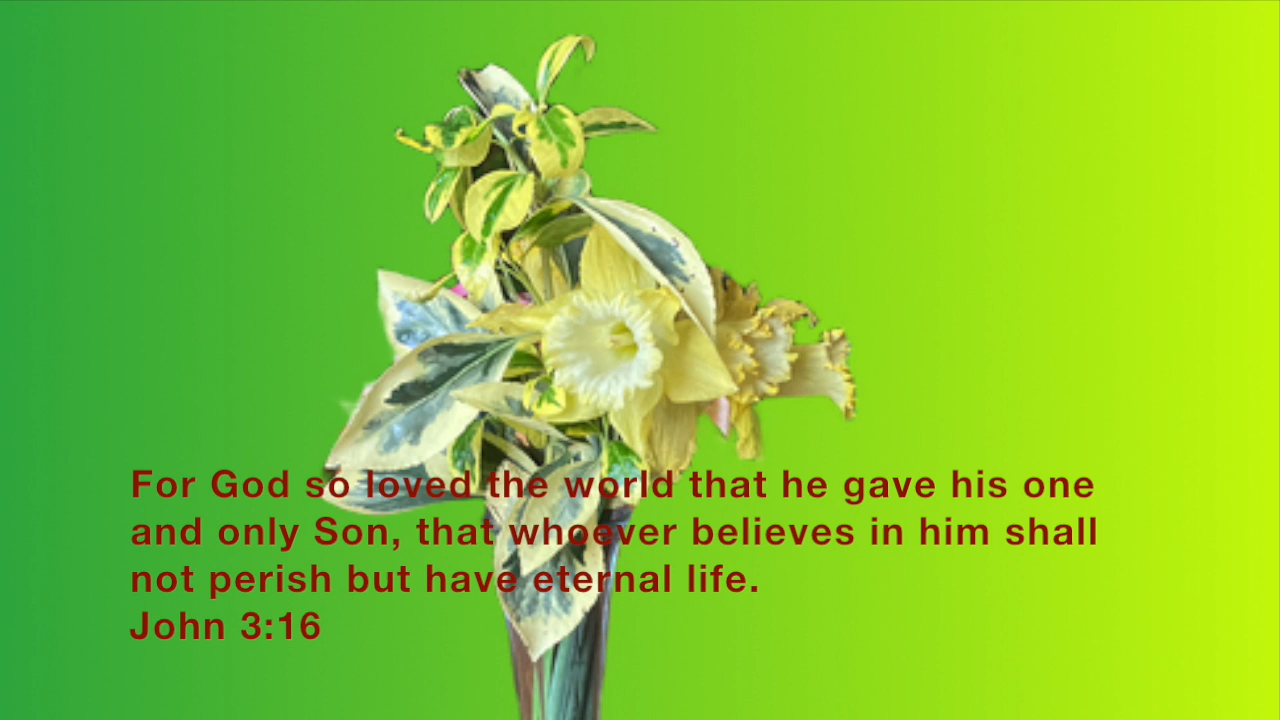 For God so loved the world that he gave his one
and only Son, that whoever believes in him shall
not perish but have eternal life.
John 3:16